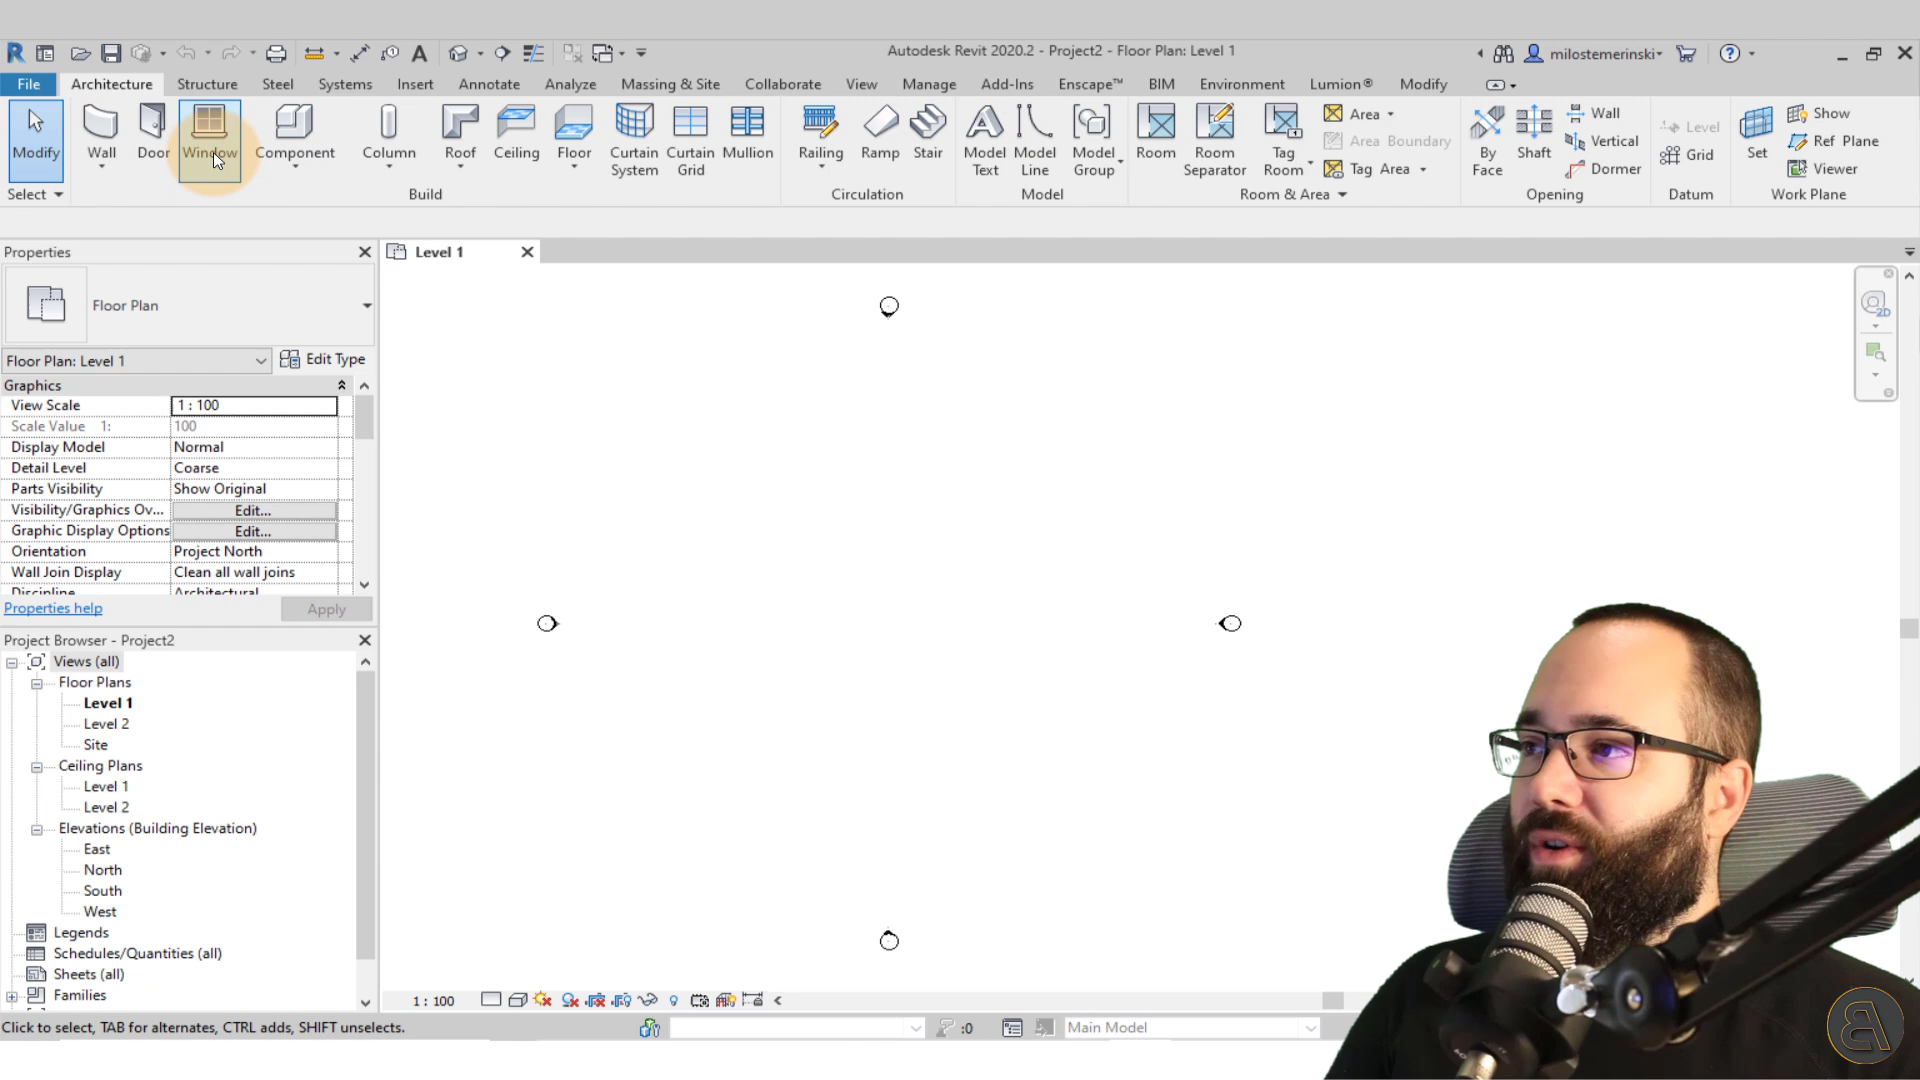 Autodesk Revit 2020.2 - Project2 - Floor Plan: Level 1
milostemerinski
File Architecture Structure Steel Systems Insert Annotate Analyze Massing & Site Collaborate View Manage Add-Ins Enscape™ BIM Environment Lumion® Modify
Modify
Wall
Door
Window
Component
Column
Roof
Ceiling
Floor
Curtain
System
Curtain
Grid
Mullion
Railing
Ramp
Stair
Model
Text
Model
Line
Model
Group
Room
Room
Separator
Tag
Room
Area
Area Boundary
Tag Area
By
Face
Shaft
Wall
Vertical
Dormer
Level
Grid
Set
Show
Ref Plane
Viewer
Select
Build
Circulation
Model
Room & Area
Opening
Datum
Work Plane
Properties
Floor Plan
Floor Plan: Level 1
Edit Type
Graphics
View Scale 1 : 100
Scale Value 1: 100
Display Model Normal
Detail Level Coarse
Parts Visibility Show Original
Visibility/Graphics Ov... Edit...
Graphic Display Options Edit...
Orientation Project North
Wall Join Display Clean all wall joins
Discipline Architectural
Properties help
Apply
Project Browser - Project2
Views (all)
Floor Plans
Level 1
Level 2
Site
Ceiling Plans
Level 1
Level 2
Elevations (Building Elevation)
East
North
South
West
Legends
Schedules/Quantities (all)
Sheets (all)
Families
Level 1
2D
1 : 100
Click to select, TAB for alternates, CTRL adds, SHIFT unselects.
:0
Main Model